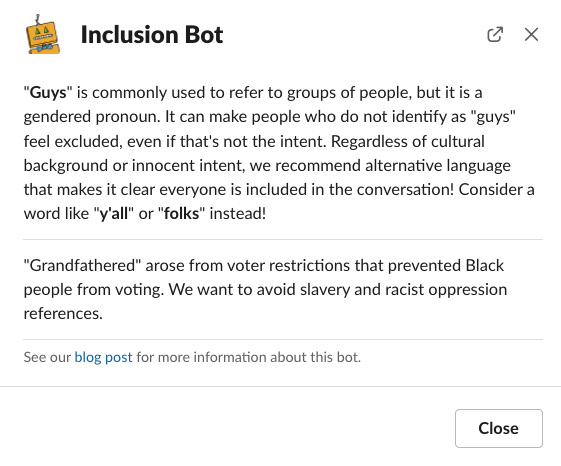 Inclusion Bot
"Guys" is commonly used to refer to groups of people, but it is a
gendered pronoun. It can make people who do not identify as "guys"
feel excluded, even if that's not the intent. Regardless of cultural
background or innocent intent, we recommend alternative language
that makes it clear everyone is included in the conversation! Consider a
word like "y'all" or "folks" instead!
"Grandfathered" arose from voter restrictions that prevented Black
people from voting. We want to avoid slavery and racist oppression
references.
See our blog post for more information about this bot.
Close